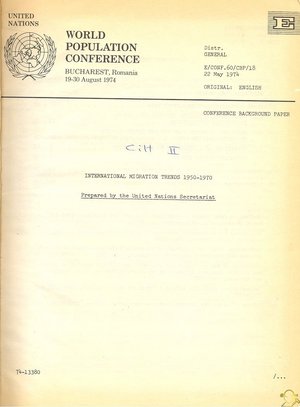 UNITED
NATIONS
WORLD
POPULATION
CONFERENCE
BUCHAREST, Romania
19-30 August 1974
E
Distr.
GENERAL
E/CONF.60/CBP/18
22 May 1974
ORIGINAL: ENGLISH
CONFERENCE BACKGROUND PAPER
CiH II
INTERNATIONAL MIGRATION TRENDS 1950-1970
Prepared by the United Nations Secretariat
74-13380
/...